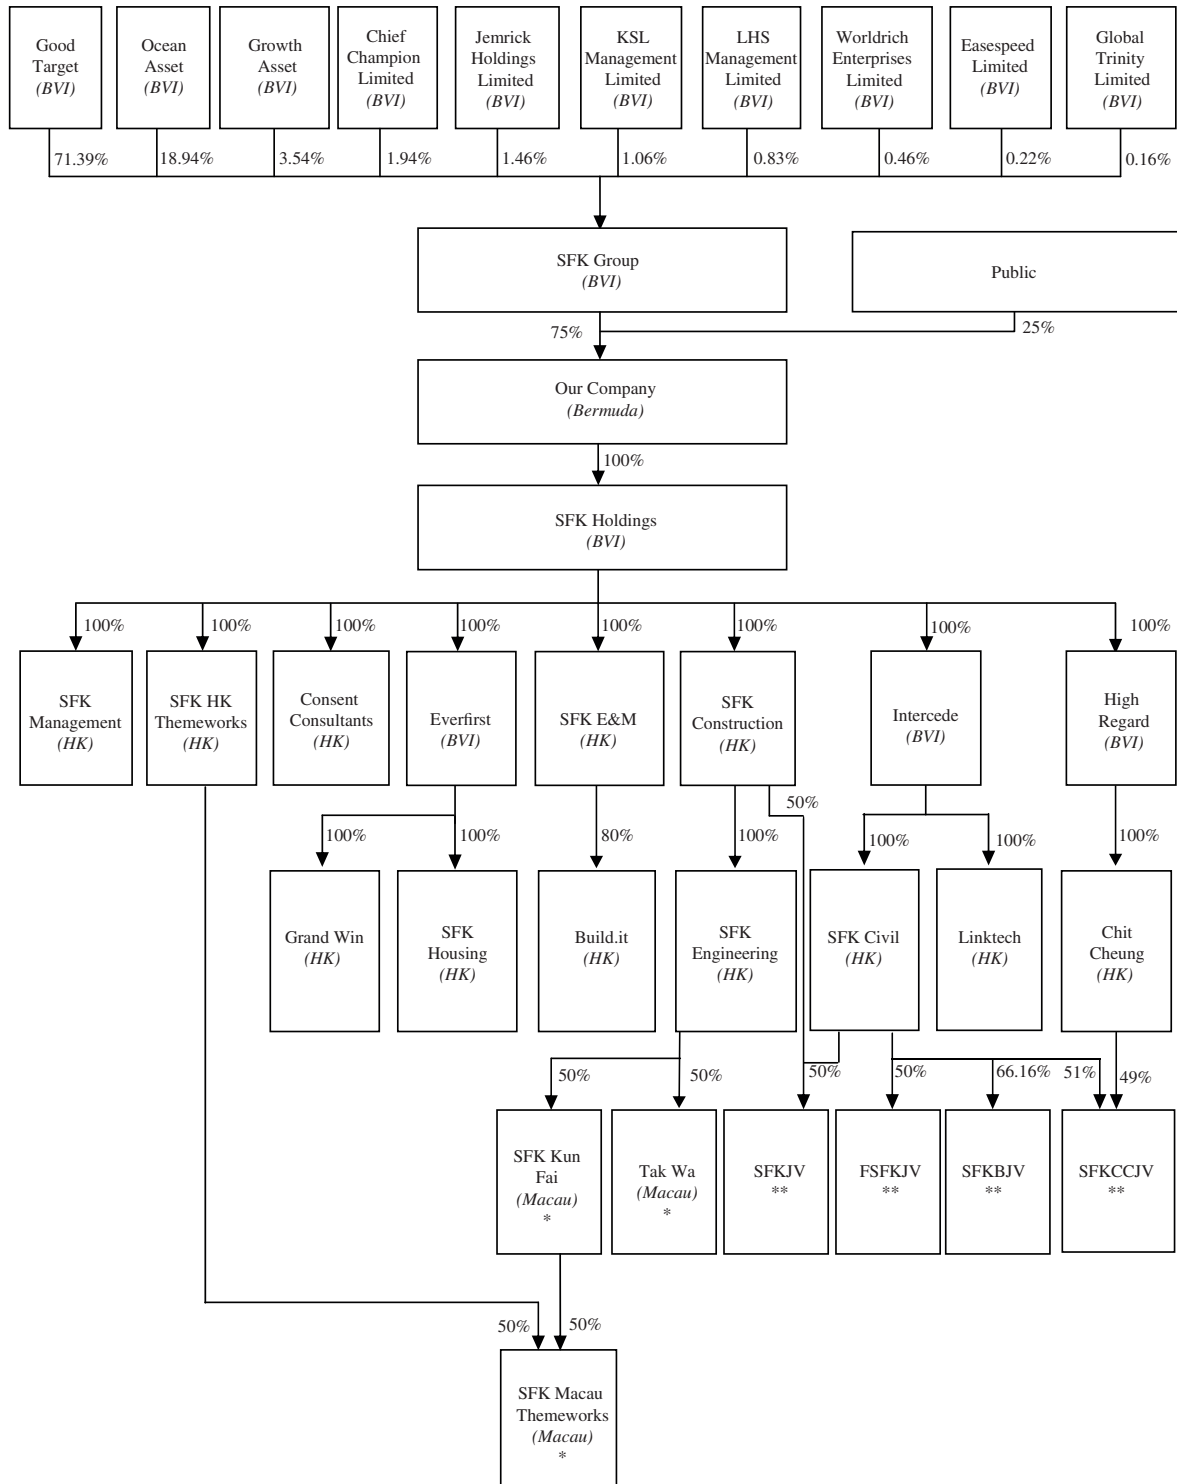 Good
Target
(BVI)
Ocean
Asset
(BVI)
Growth
Asset
(BVI)
Chief
Champion
Limited
(BVI)
Jemrick
Holdings
Limited
(BVI)
KSL
Management
Limited
(BVI)
LHS
Management
Limited
(BVI)
Worldrich
Enterprises
Limited
(BVI)
Easespeed
Limited
(BVI)
Global
Trinity
Limited
(BVI)
71.39%
18.94%
3.54%
1.94%
1.46%
1.06%
0.83%
0.46%
0.22%
0.16%
SFK Group
(BVI)
Public
75%
25%
Our Company
(Bermuda)
100%
SFK Holdings
(BVI)
100%
100%
100%
100%
100%
100%
100%
100%
SFK
Management
(HK)
SFK HK
Themeworks
(HK)
Consent
Consultants
(HK)
Everfirst
(BVI)
SFK E&M
(HK)
SFK
Construction
(HK)
Intercede
(BVI)
High
Regard
(BVI)
50%
100%
100%
80%
100%
100%
100%
100%
Grand Win
(HK)
SFK
Housing
(HK)
Build.it
(HK)
SFK
Engineering
(HK)
SFK Civil
(HK)
Linktech
(HK)
Chit
Cheung
(HK)
50%
50%
50%
50%
66.16%
51%
49%
SFK Kun
Fai
(Macau)
*
Tak Wa
(Macau)
*
SFKJV
**
FSFKJV
**
SFKBJV
**
SFKCCJV
**
50%
50%
SFK Macau
Themeworks
(Macau)
*